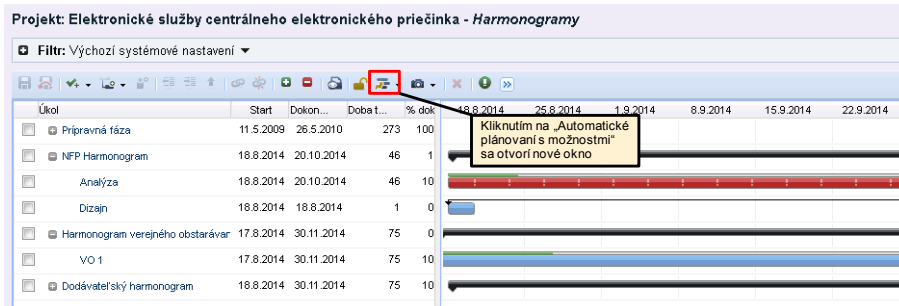 Projekt: Elektronické služby centrálneho elektronického priečinka - Harmonogramy
Filtr: Výchozí systémové nastavení
Úkol Start Dokon... Doba t... % dok 18.8.2014 25.8.2014 1.9.2014 8.9.2014 15.9.2014 22.9.2014
Kliknutím na „Automatické
plánovaní s možnostmi"
sa otvorí nové okno
Prípravná fáza 11.5.2009 26.5.2010 273 100
NFP Harmonogram 18.8.2014 20.10.2014 46 1
Analýza 18.8.2014 20.10.2014 46 10
Dizajn 18.8.2014 18.8.2014 1 0
Harmonogram verejného obstarávar 17.8.2014 30.11.2014 75 0
VO 1 17.8.2014 30.11.2014 75 10
Dodávateľský harmonogram 18.8.2014 30.11.2014 75 10